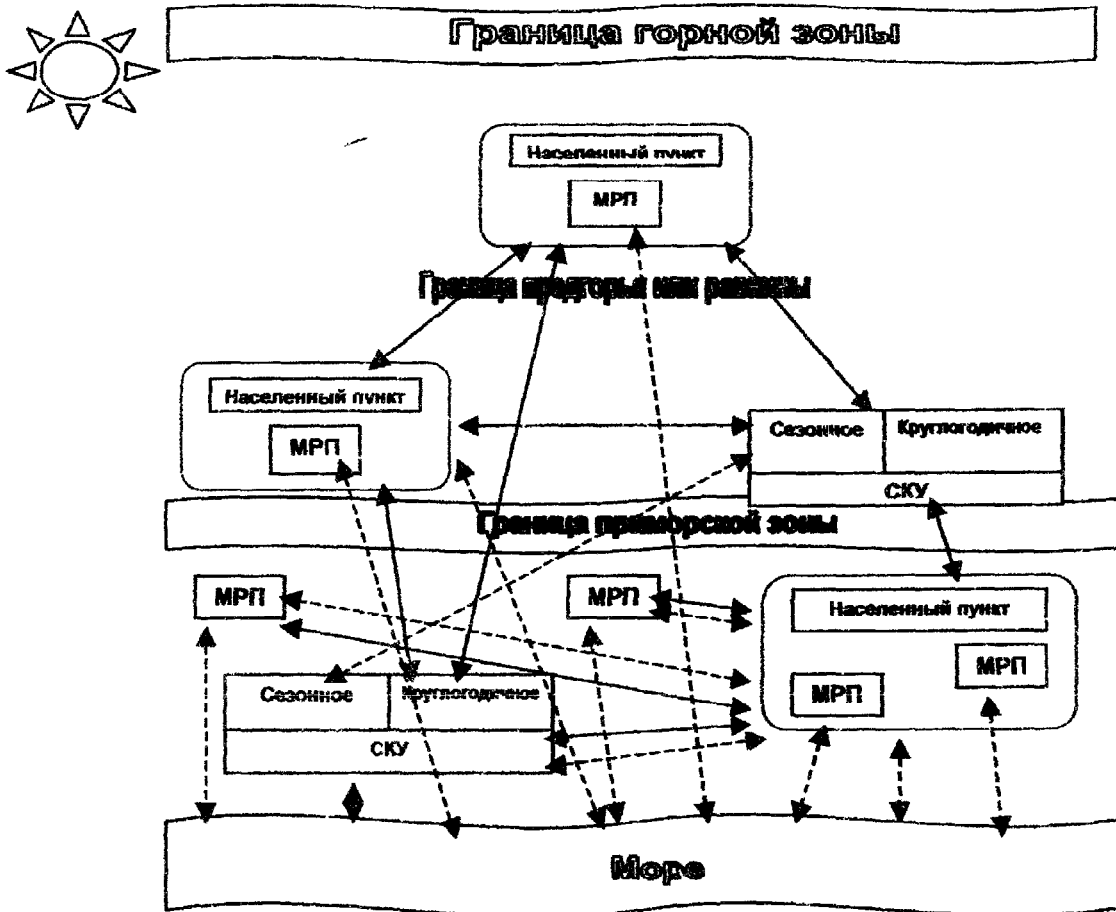 Граница горной зоны
Населенный пункт
МРП
Граница предгорья или равнины
Населенный пункт
МРП
Сезонное
Круглогодичное
СКУ
Граница приморской зоны
МРП
МРП
Населенный пункт
МРП
МРП
Сезонное
Круглогодичное
СКУ
Море